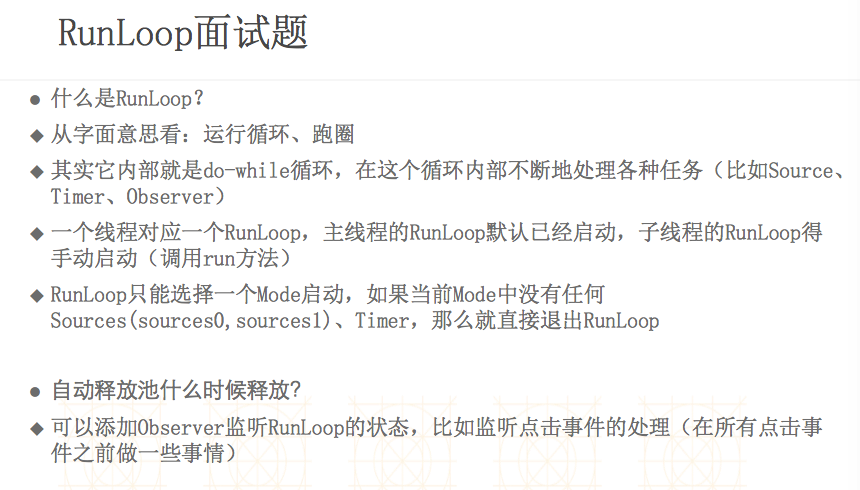 RunLoop面试题
什么是RunLoop？
从字面意思看：运行循环、跑圈
其实它内部就是do-while循环，在这个循环内部不断地处理各种任务（比如Source、
Timer、Observer）
一个线程对应一个RunLoop，主线程的RunLoop默认已经启动，子线程的RunLoop得
手动启动（调用run方法）
RunLoop只能选择一个Mode启动，如果当前Mode中没有任何
Sources(sources0,sources1)、Timer，那么就直接退出RunLoop
自动释放池什么时候释放？
可以添加Observer监听RunLoop的状态，比如监听点击事件的处理（在所有点击事
件之前做一些事情）